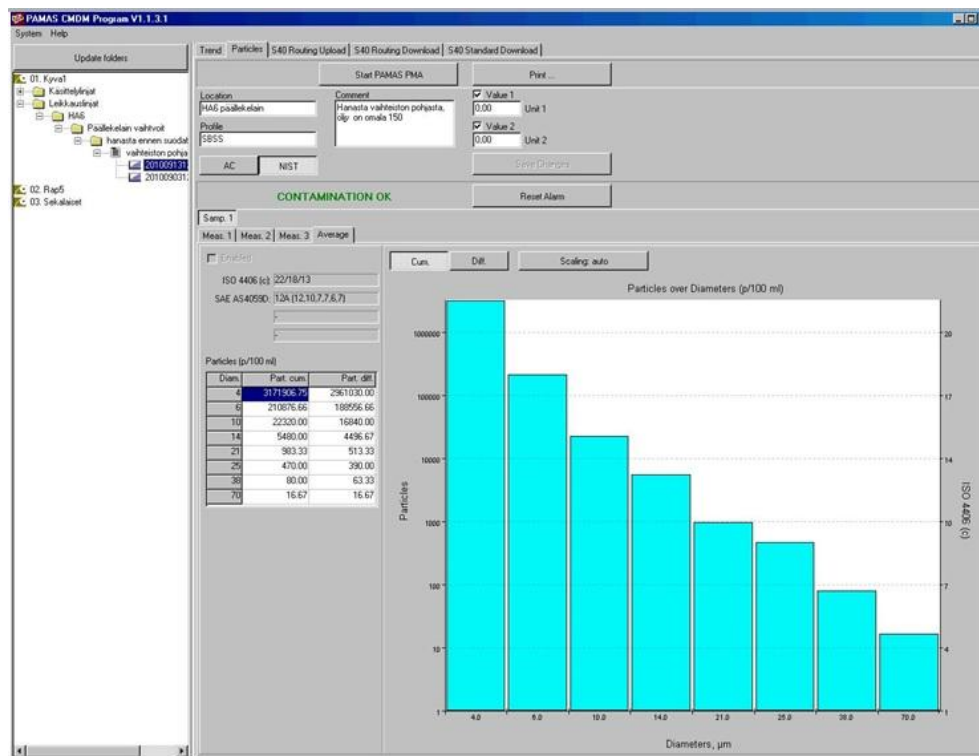 PAMAS CMDM Program V1.1.3.1
System Help
Update folders
01. Kyva1
Käsittelylinjat
Leikkauslinjat
HA6
Päällekelain vaihtvoit
hanasta ennen suodat
vaihteiston pohja
201009131
201009031
02. Rap5
03. Sekalaiset
Trend Particles S40 Routing Upload S40 Routing Download S40 Standard Download
Start PAMAS PMA Print ...
Location
HA6 päällekelain
Profile
SBSS
AC NIST
Comment
Hanasta vaihteiston pohjasta,
öljy on omala 150
Value 1
0,00 Unit 1
Value 2
0,00 Unit 2
Save Changes
CONTAMINATION OK
Reset Alarm
Samp. 1
Meas. 1 Meas. 2 Meas. 3 Average
Enabled
ISO 4406 (c): 22/18/13
SAE AS4059D: 12A (12,10,7,7,6,7)
-
-
Particles (p/100 ml)
Diam. Part. cum. Part. diff.
4 3171906.75 2961030.00
6 210876.66 188556.66
10 22320.00 16840.00
14 5480.00 4496.67
21 983.33 513.33
25 470.00 390.00
38 80.00 63.33
70 16.67 16.67
Cum. Diff. Scaling: auto
Particles over Diameters (p/100 ml)
Particles
1000000
100000
10000
1000
100
10
1
20
17
14
10
7
4
1
ISO 4406 (c)
4.0 6.0 10.0 14.0 21.0 25.0 38.0 70.0
Diameters, µm